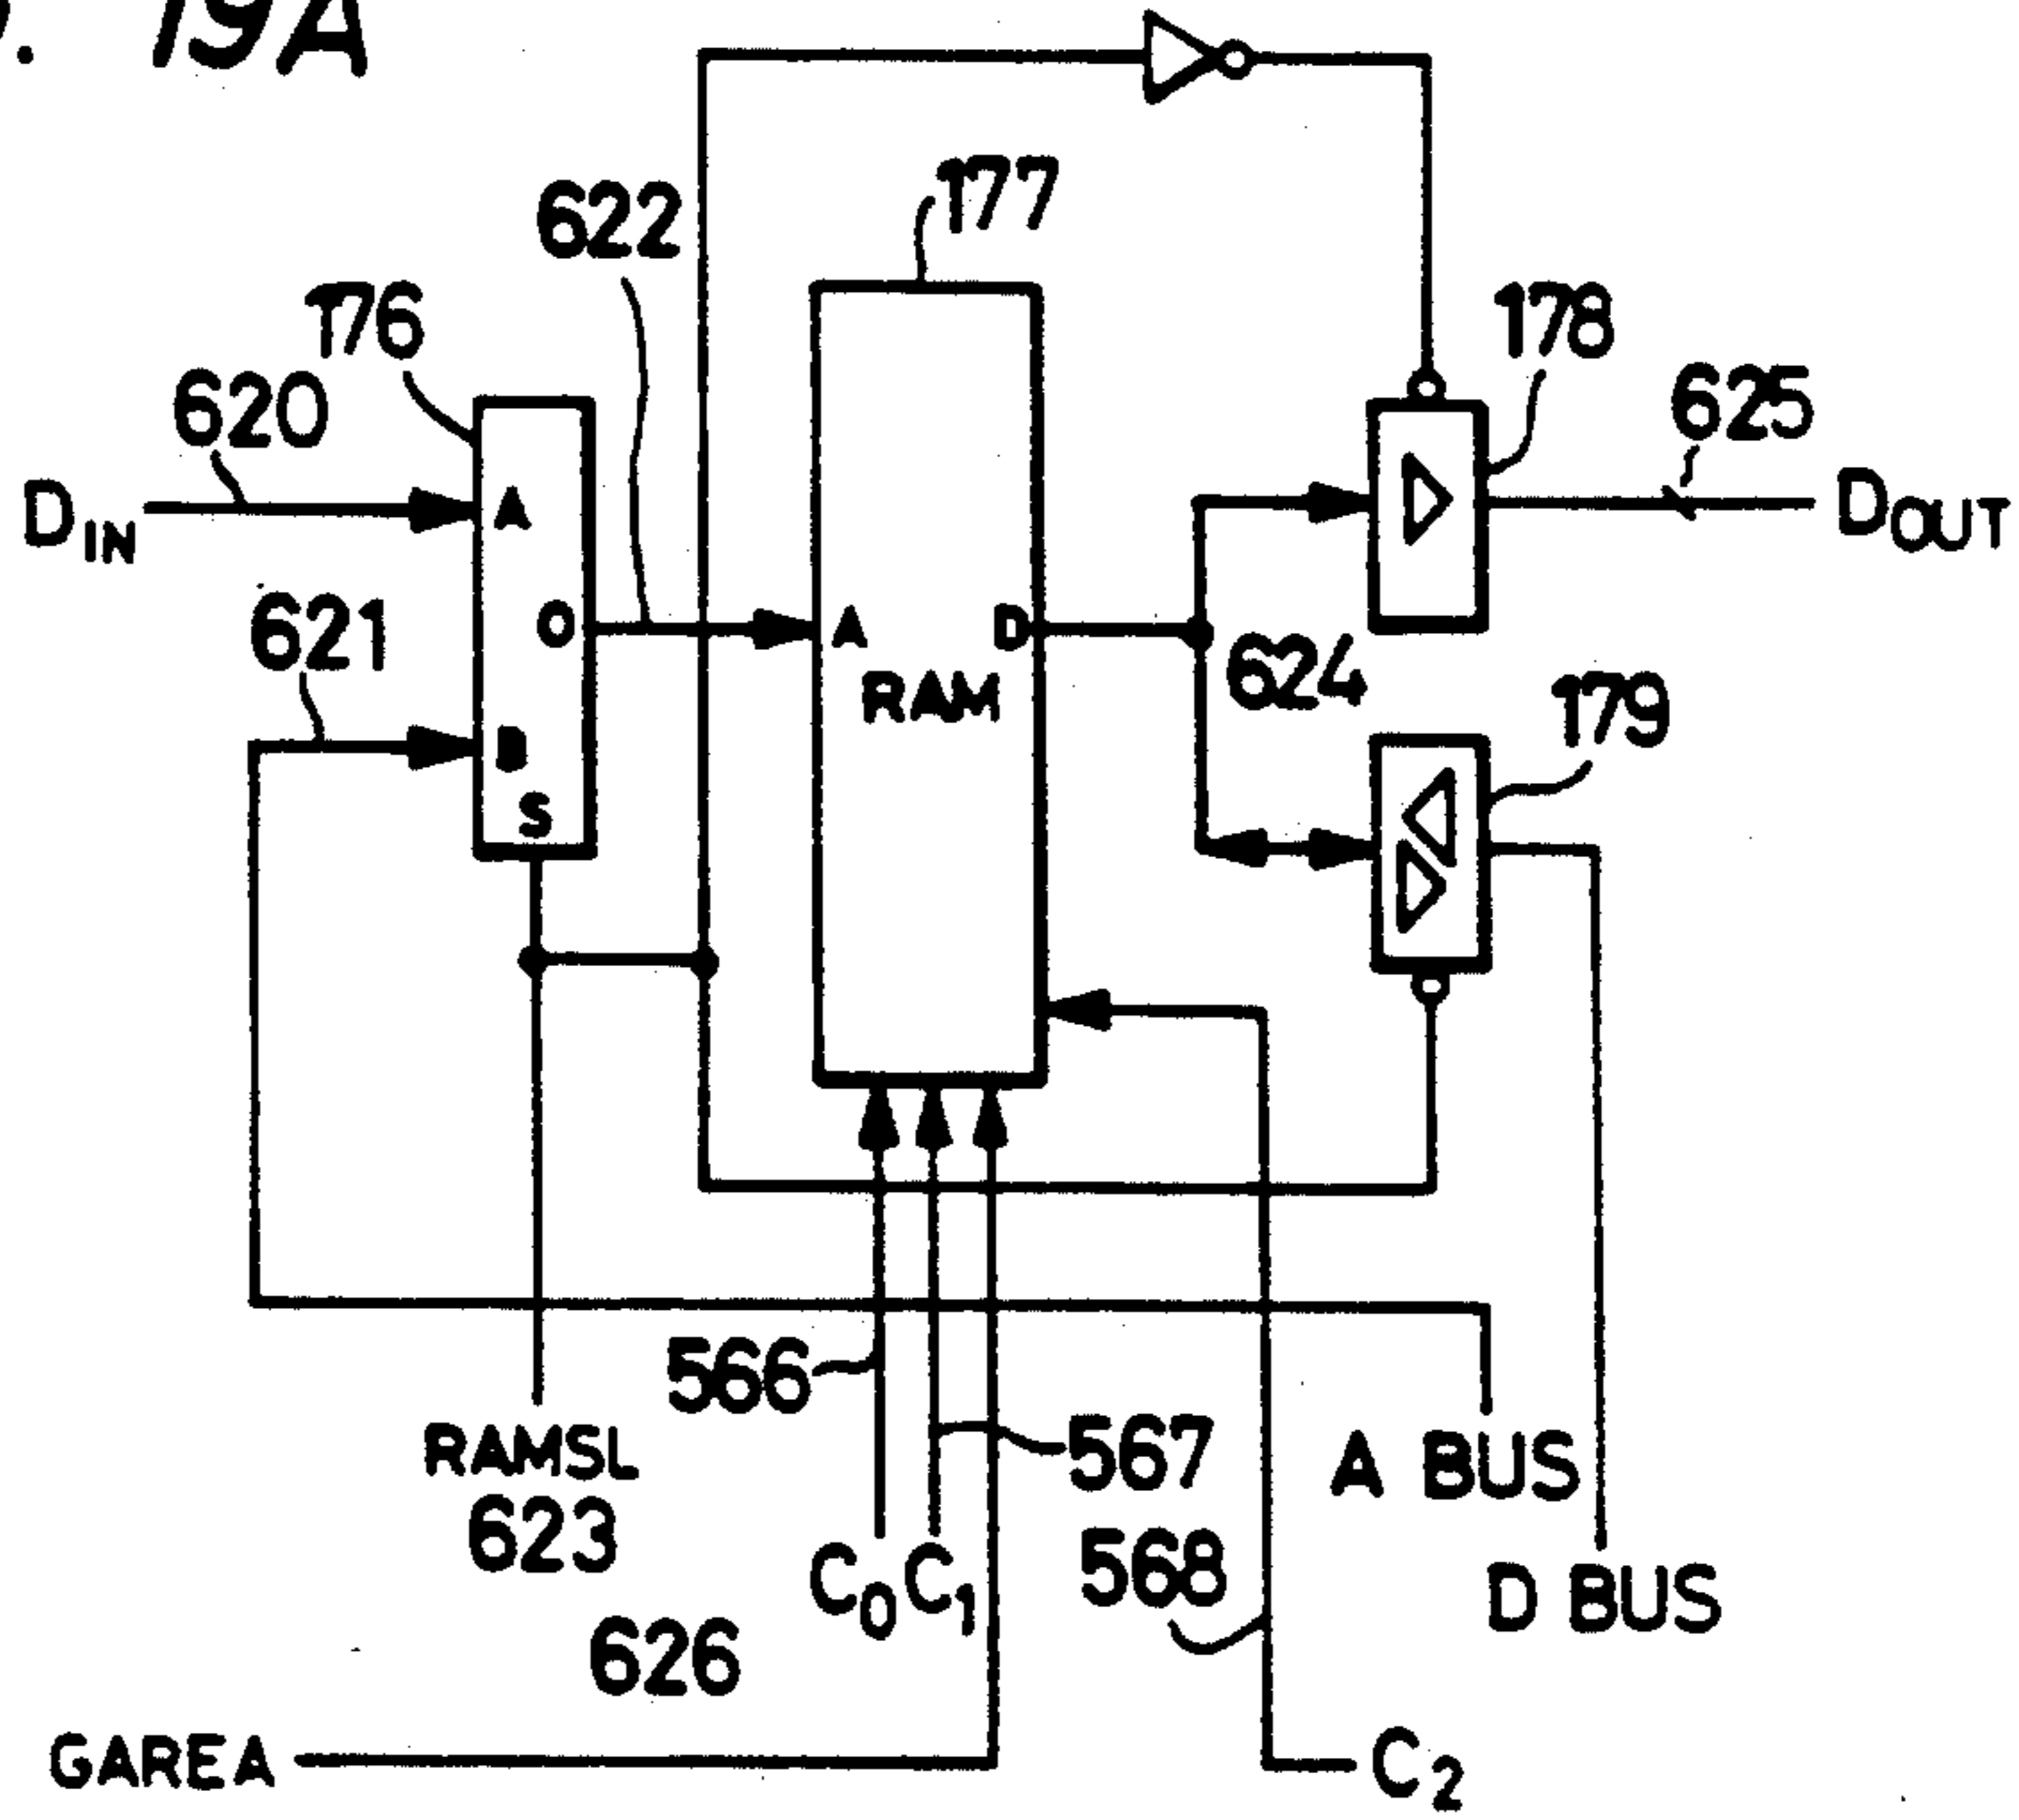 . 19A
177
622
176
178
620
625
A
DIN
DOUT
621
O
A
D
RAM
624
179
B
S
566
RAMSL
567
A BUS
623
568
C0 C1
D BUS
626
GAREA
C2